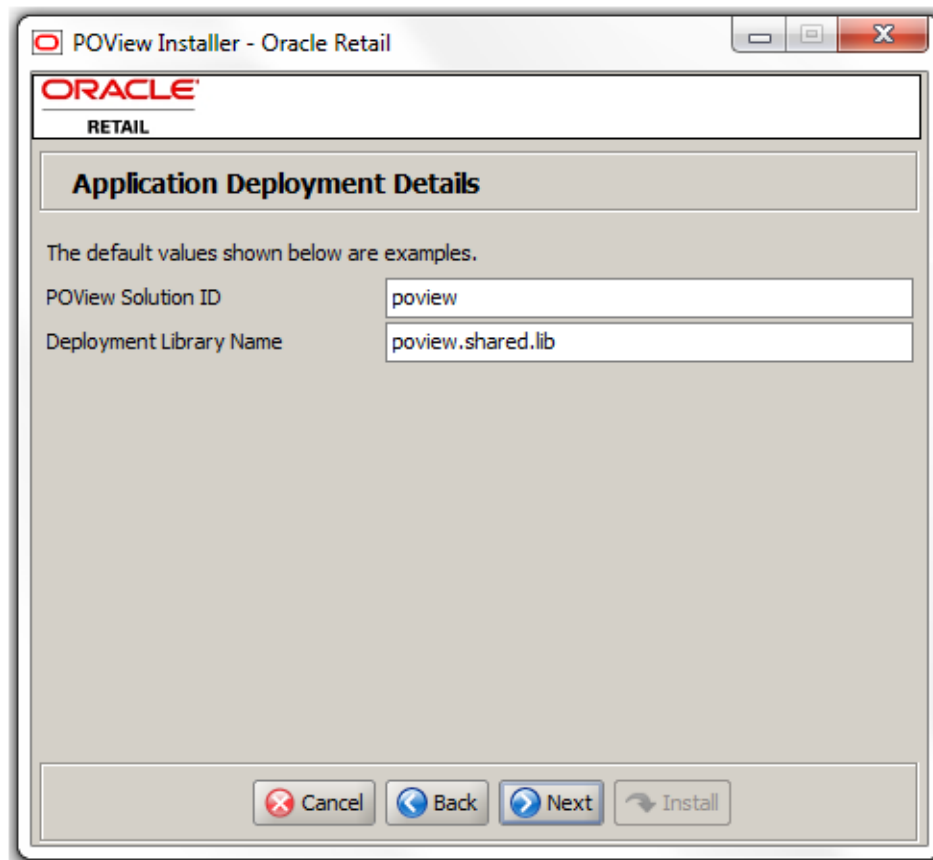 POView Installer - Oracle Retail
ORACLE
RETAIL
Application Deployment Details
The default values shown below are examples.
POView Solution ID poview
Deployment Library Name poview.shared.lib
Cancel Back Next Install